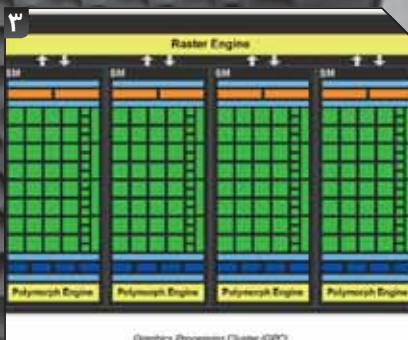 ۳
Raster Engine
SM SM SM SM
Polymorph Engine Polymorph Engine Polymorph Engine Polymorph Engine
Graphics Processing Cluster (GPC)